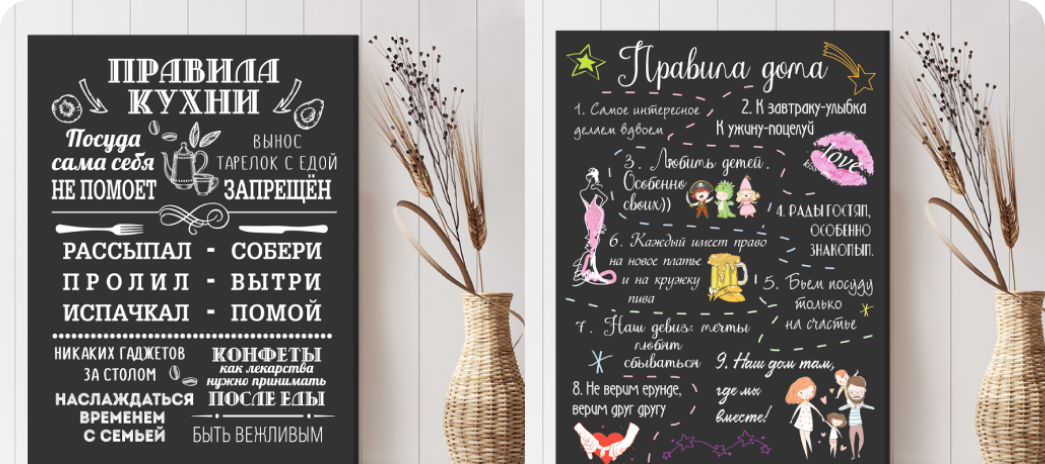 ПРАВИЛА
КУХНИ
Посуда
сама себя
НЕ ПОМОЕТ
ВЫНОС
ТАРЕЛОК С ЕДОЙ
ЗАПРЕЩЁН
РАССЫПАЛ - СОБЕРИ
ПРОЛИЛ - ВЫТРИ
ИСПАЧКАЛ - ПОМОЙ
НИКАКИХ ГАДЖЕТОВ
ЗА СТОЛОМ
НАСЛАЖДАТЬСЯ
ВРЕМЕНЕМ
С СЕМЬЕЙ
КОНФЕТЫ
как лекарства
нужно принимать
ПОСЛЕ ЕДЫ
БЫТЬ ВЕЖЛИВЫМ
Правила дома
1. Самое интересное
делаем вдвоем
2. К завтраку-улыбка
К ужину-поцелуй
love
3. Любить детей.
Особенно
своих))
4. РАДЫ ГОСТЯП,
ОСОБЕННО
ЗНАКОПЫП.
6. Каждый имеет право
на новое платье
и на кружку
пива
5. Бьем посуду
только
на счастье
7. Наш девиз: мечты
любят
сбываться
8. Не верим ерунде,
верим друг другу
9. Наш дом там,
где мы
вместе!